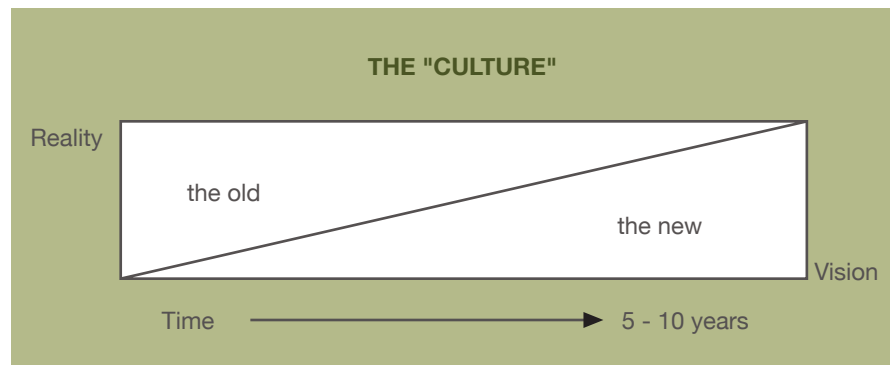 THE "CULTURE"
Reality
the old
the new
Vision
Time
5 - 10 years